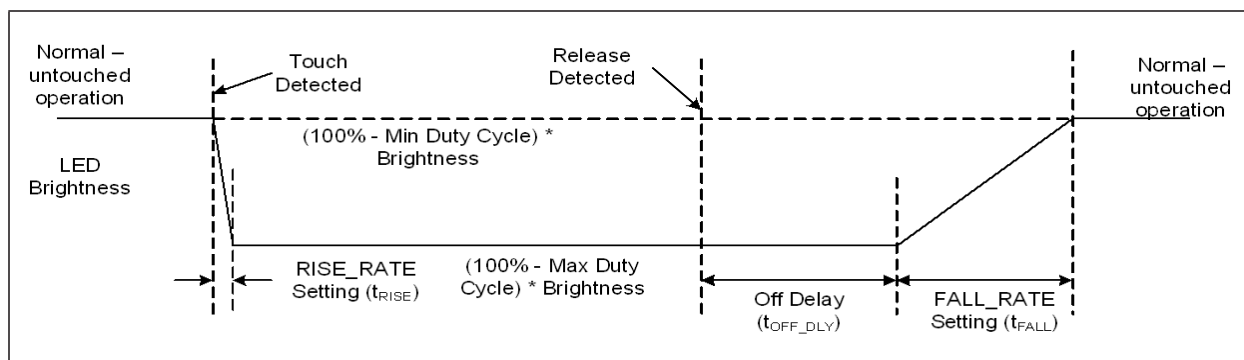 Normal –
untouched
operation
Touch
Detected
Release
Detected
Normal –
untouched
operation
(100% - Min Duty Cycle) *
Brightness
LED
Brightness
RISE_RATE
Setting (tRISE)
(100% - Max Duty
Cycle) * Brightness
Off Delay
(tOFF_DLY)
FALL_RATE
Setting (tFALL)